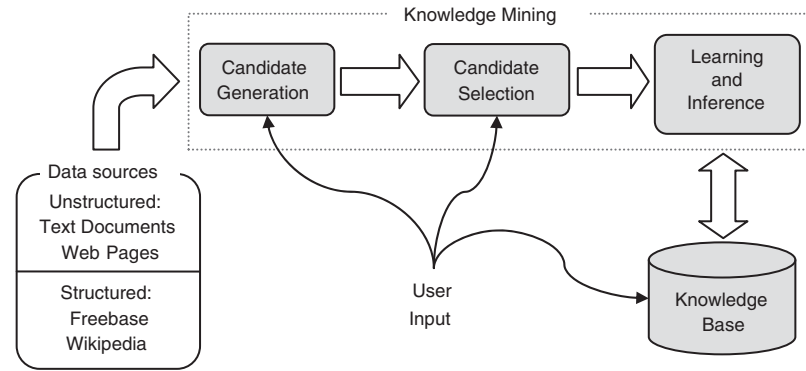 Knowledge Mining
Candidate
Generation
Candidate
Selection
Learning
and
Inference
Data sources
Unstructured:
Text Documents
Web Pages
Structured:
Freebase
Wikipedia
User
Input
Knowledge
Base